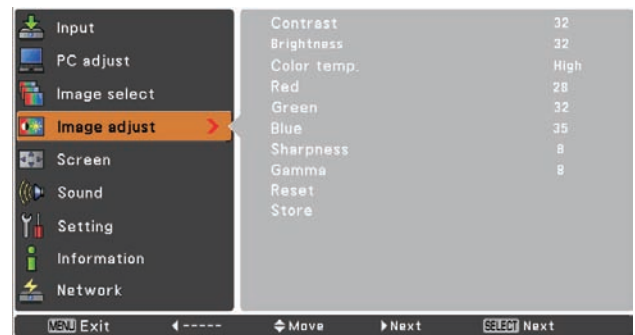 Input
PC adjust
Image select
Image adjust
Screen
Sound
Setting
Information
Network
Contrast 32
Brightness 32
Color temp. High
Red 28
Green 32
Blue 35
Sharpness 8
Gamma 8
Reset
Store
MENU Exit ◀ ----- ◆ Move ▶ Next SELECT Next